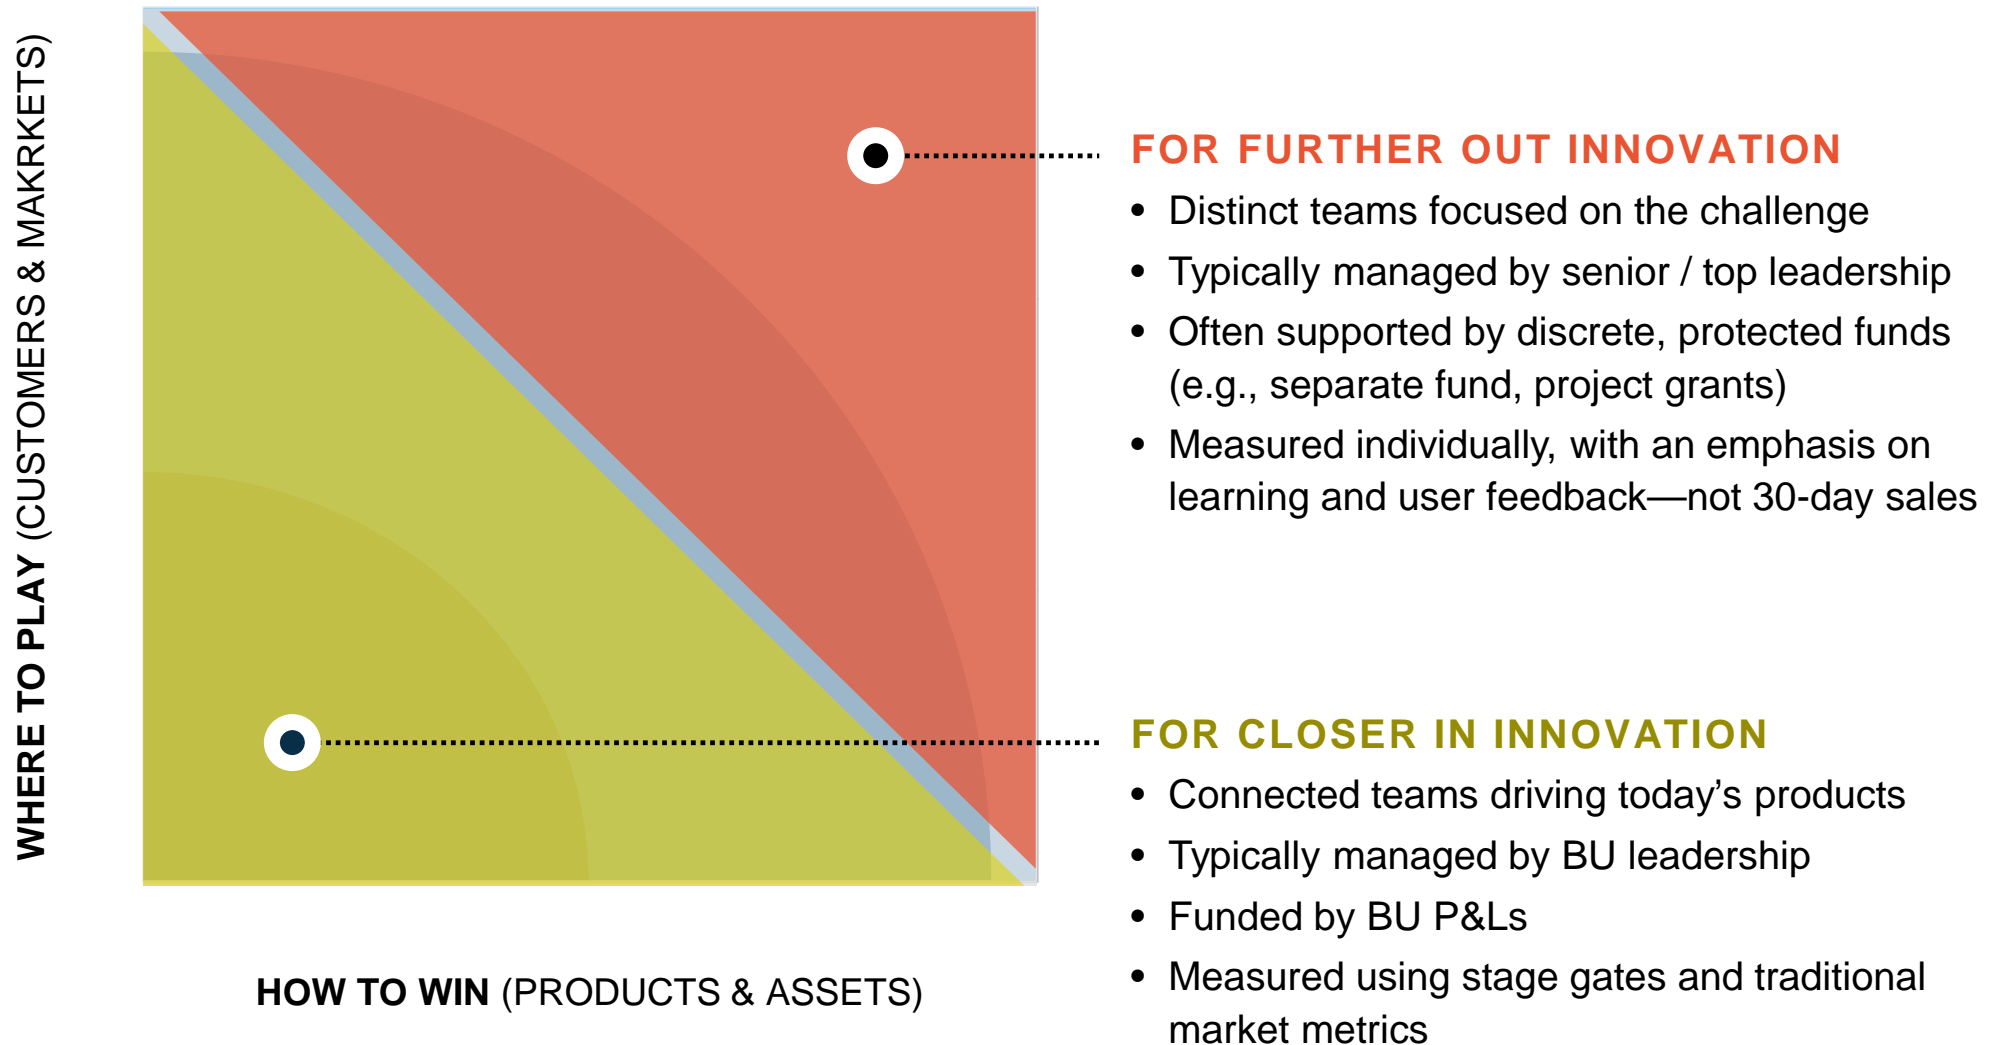 WHERE TO PLAY (CUSTOMERS & MAKRKETS)
FOR FURTHER OUT INNOVATION
• Distinct teams focused on the challenge
• Typically managed by senior / top leadership
• Often supported by discrete, protected funds
(e.g., separate fund, project grants)
• Measured individually, with an emphasis on
learning and user feedback—not 30-day sales
FOR CLOSER IN INNOVATION
• Connected teams driving today’s products
• Typically managed by BU leadership
• Funded by BU P&Ls
• Measured using stage gates and traditional
market metrics
HOW TO WIN (PRODUCTS & ASSETS)